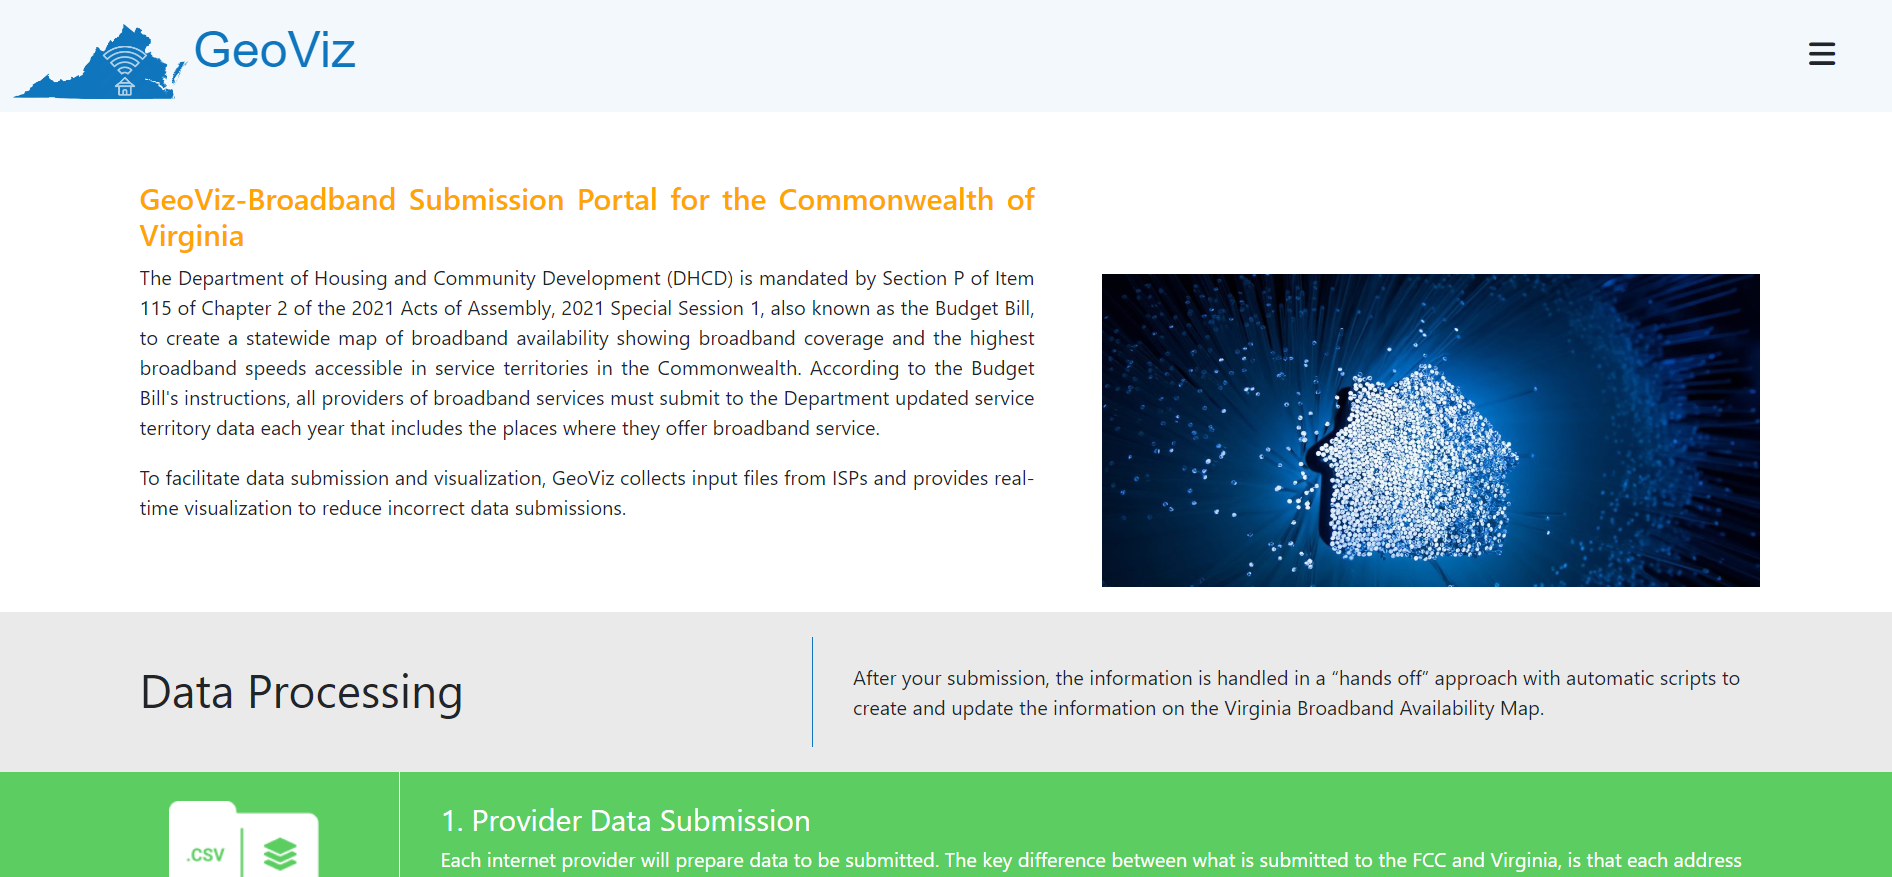 GeoViz
GeoViz-Broadband Submission Portal for the Commonwealth of
Virginia
The Department of Housing and Community Development (DHCD) is mandated by Section P of Item
115 of Chapter 2 of the 2021 Acts of Assembly, 2021 Special Session 1, also known as the Budget Bill,
to create a statewide map of broadband availability showing broadband coverage and the highest
broadband speeds accessible in service territories in the Commonwealth. According to the Budget
Bill's instructions, all providers of broadband services must submit to the Department updated service
territory data each year that includes the places where they offer broadband service.
To facilitate data submission and visualization, GeoViz collects input files from ISPs and provides real-
time visualization to reduce incorrect data submissions.
Data Processing
After your submission, the information is handled in a “hands off” approach with automatic scripts to
create and update the information on the Virginia Broadband Availability Map.
.CSV
1. Provider Data Submission
Each internet provider will prepare data to be submitted. The key difference between what is submitted to the FCC and Virginia, is that each address